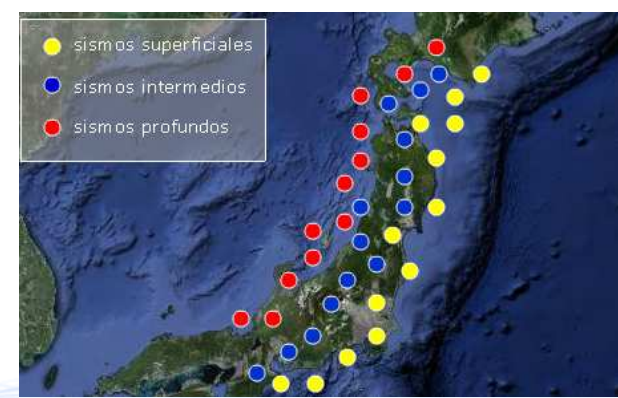 sismos superficiales
sismos intermedios
sismos profundos